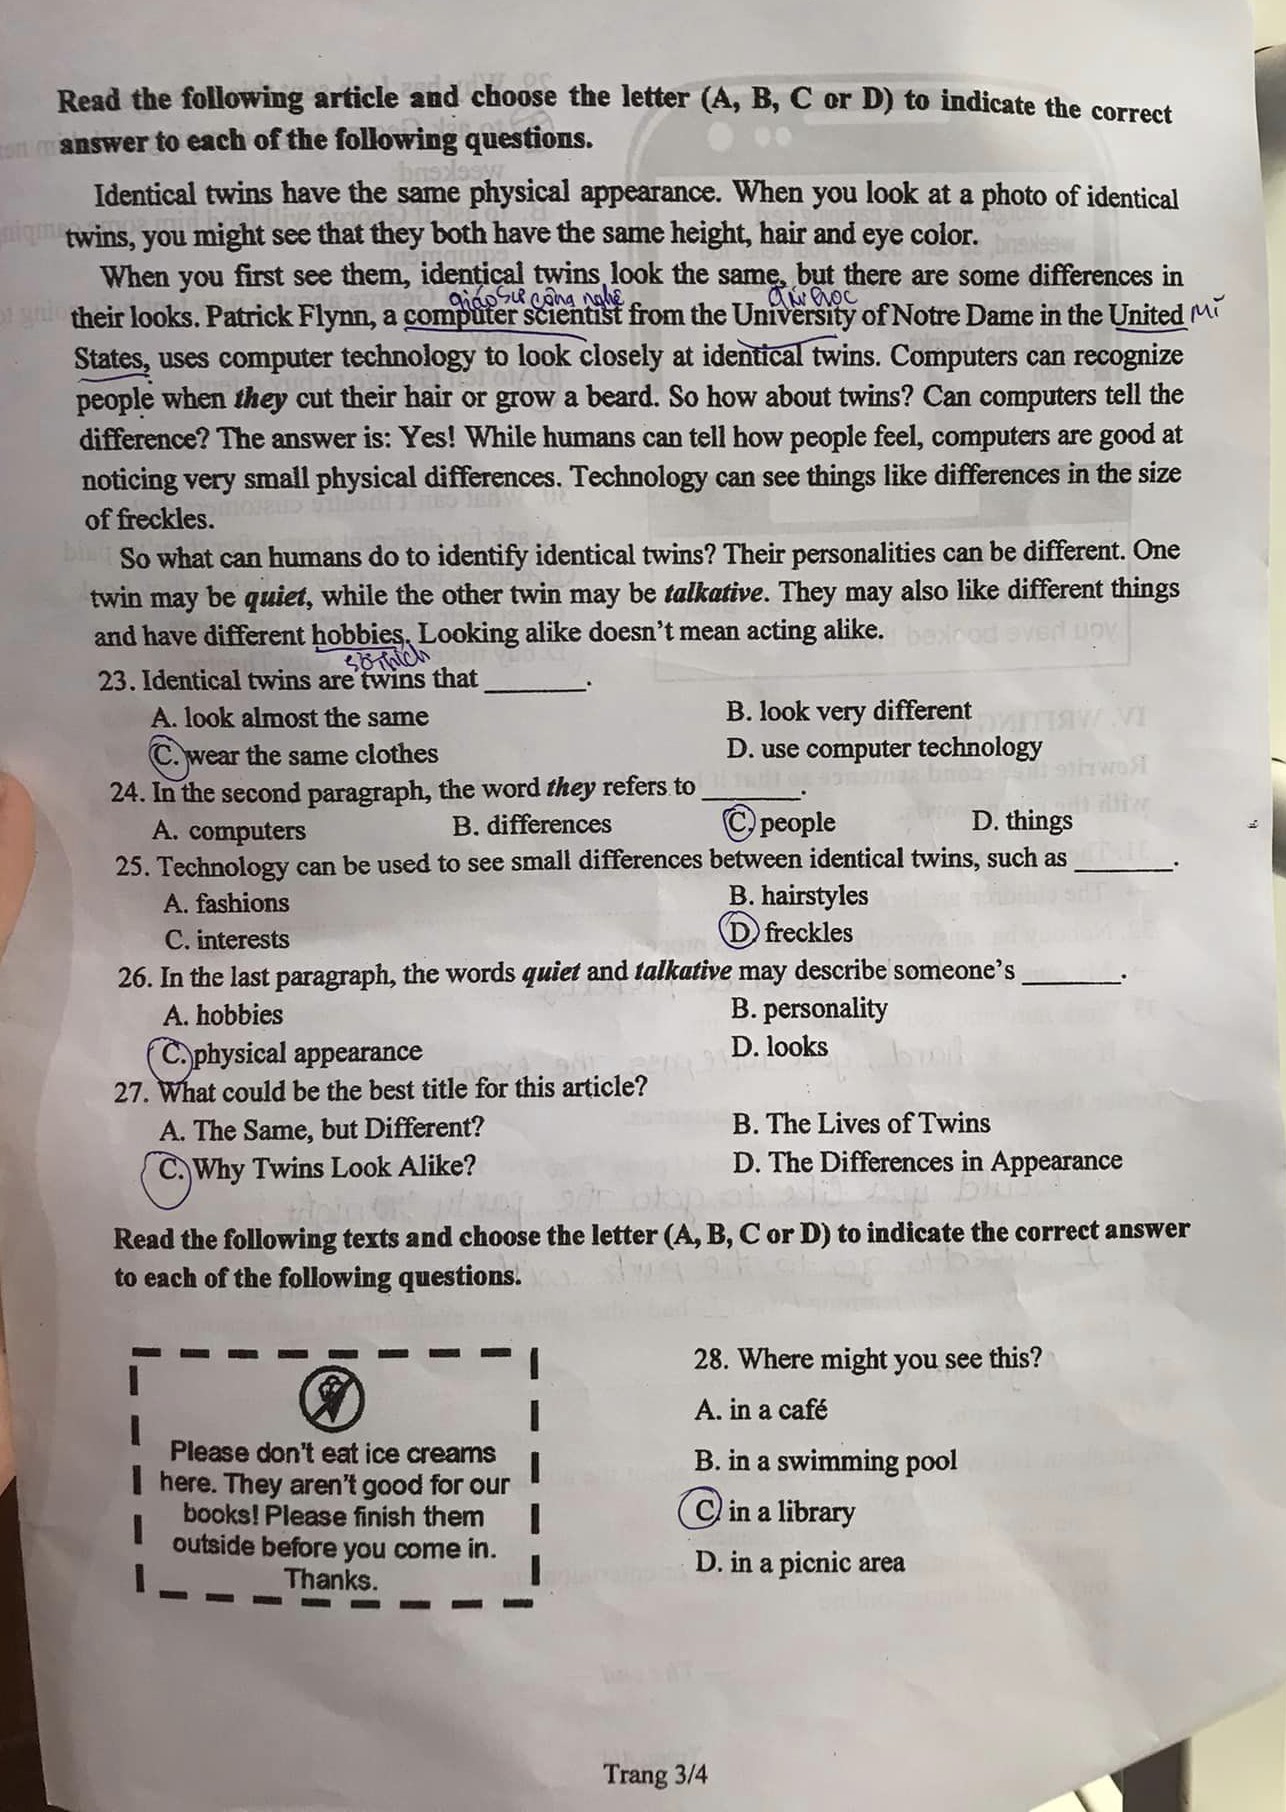 Read the following article and choose the letter (A, B, C or D) to indicate the correct
answer to each of the following questions.
Identical twins have the same physical appearance. When you look at a photo of identical
twins, you might see that they both have the same height, hair and eye color.
When you first see them, identical twins look the same, but there are some differences in
giáo sư công nghệ
their looks. Patrick Flynn, a computer scientist from the University of Notre Dame in the United Mĩ
States, uses computer technology to look closely at identical twins. Computers can recognize
people when they cut their hair or grow a beard. So how about twins? Can computers tell the
difference? The answer is: Yes! While humans can tell how people feel, computers are good at
noticing very small physical differences. Technology can see things like differences in the size
of freckles.
So what can humans do to identify identical twins? Their personalities can be different. One
twin may be quiet, while the other twin may be talkative. They may also like different things
and have different hobbies. Looking alike doesn't mean acting alike.
sở thích
23. Identical twins are twins that ________.
A. look almost the same
B. look very different
C. wear the same clothes
D. use computer technology
24. In the second paragraph, the word they refers to ________.
A. computers B. differences C. people D. things
25. Technology can be used to see small differences between identical twins, such as ________.
A. fashions
B. hairstyles
C. interests
D. freckles
26. In the last paragraph, the words quiet and talkative may describe someone's ________.
A. hobbies
B. personality
C. physical appearance
D. looks
27. What could be the best title for this article?
A. The Same, but Different?
B. The Lives of Twins
C. Why Twins Look Alike?
D. The Differences in Appearance
Read the following texts and choose the letter (A, B, C or D) to indicate the correct answer
to each of the following questions.
Please don't eat ice creams
here. They aren't good for our
books! Please finish them
outside before you come in.
Thanks.
28. Where might you see this?
A. in a café
B. in a swimming pool
C. in a library
D. in a picnic area
Trang 3/4